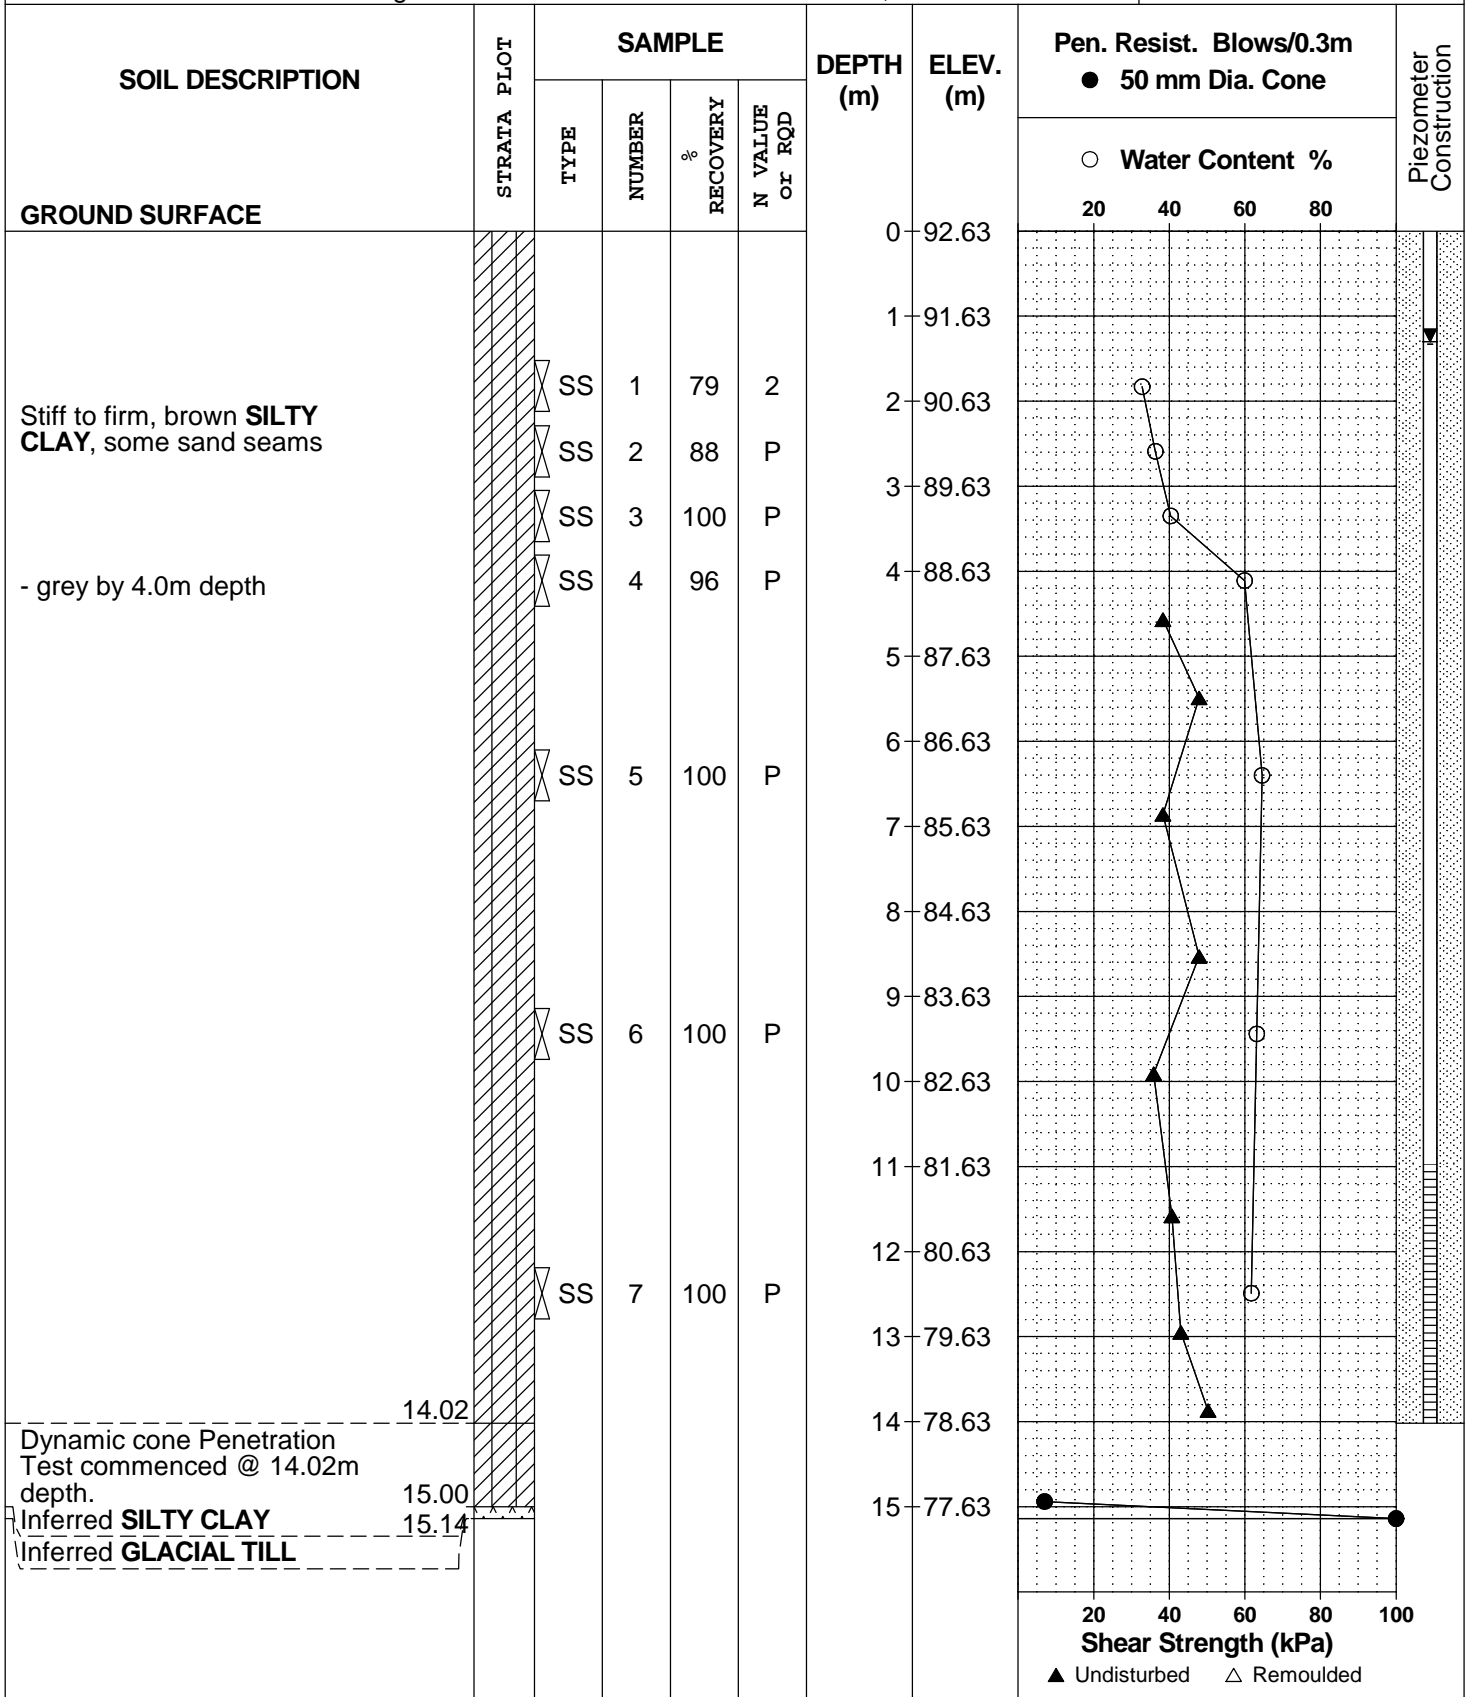 SOIL DESCRIPTION
GROUND SURFACE
STRATA PLOT
SAMPLE
TYPE
NUMBER
%
RECOVERY
N VALUE
or RQD
DEPTH
(m)
ELEV.
(m)
Pen. Resist. Blows/0.3m
● 50 mm Dia. Cone
○ Water Content %
20 40 60 80
Piezometer
Construction
0 92.63
1 91.63
SS 1 79 2
2 90.63
Stiff to firm, brown SILTY
CLAY, some sand seams
SS 2 88 P
3 89.63
SS 3 100 P
4 88.63
- grey by 4.0m depth
SS 4 96 P
5 87.63
6 86.63
SS 5 100 P
7 85.63
8 84.63
9 83.63
SS 6 100 P
10 82.63
11 81.63
12 80.63
SS 7 100 P
13 79.63
14.02
14 78.63
Dynamic cone Penetration
Test commenced @ 14.02m
depth. 15.00
15 77.63
Inferred SILTY CLAY 15.14
Inferred GLACIAL TILL
20 40 60 80 100
Shear Strength (kPa)
▲ Undisturbed △ Remoulded